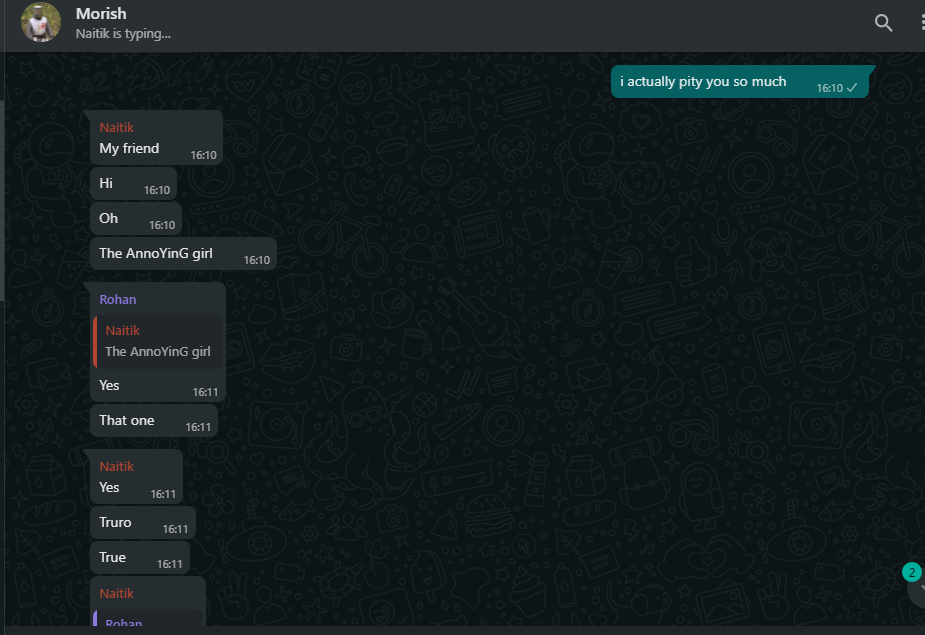 Morish
Naitik is typing...
i actually pity you so much
16:10
Naitik
My friend
16:10
Hi
16:10
Oh
16:10
The AnnoYinG girl
16:10
Rohan
Naitik
The AnnoYinG girl
Yes
16:11
That one
16:11
Naitik
Yes
16:11
Truro
16:11
True
16:11
Naitik
Rohan
2